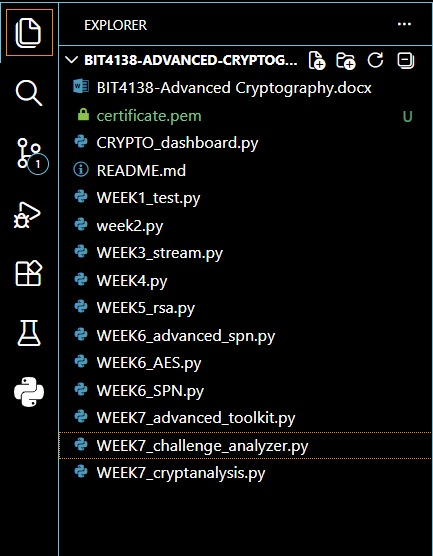 EXPLORER
BIT4138-ADVANCED-CRYPTOG...
BIT4138-Advanced Cryptography.docx
certificate.pem U
CRYPTO_dashboard.py
README.md
WEEK1_test.py
1
week2.py
WEEK3_stream.py
WEEK4.py
WEEK5_rsa.py
WEEK6_advanced_spn.py
WEEK6_AES.py
WEEK6_SPN.py
WEEK7_advanced_toolkit.py
WEEK7_challenge_analyzer.py
WEEK7_cryptanalysis.py